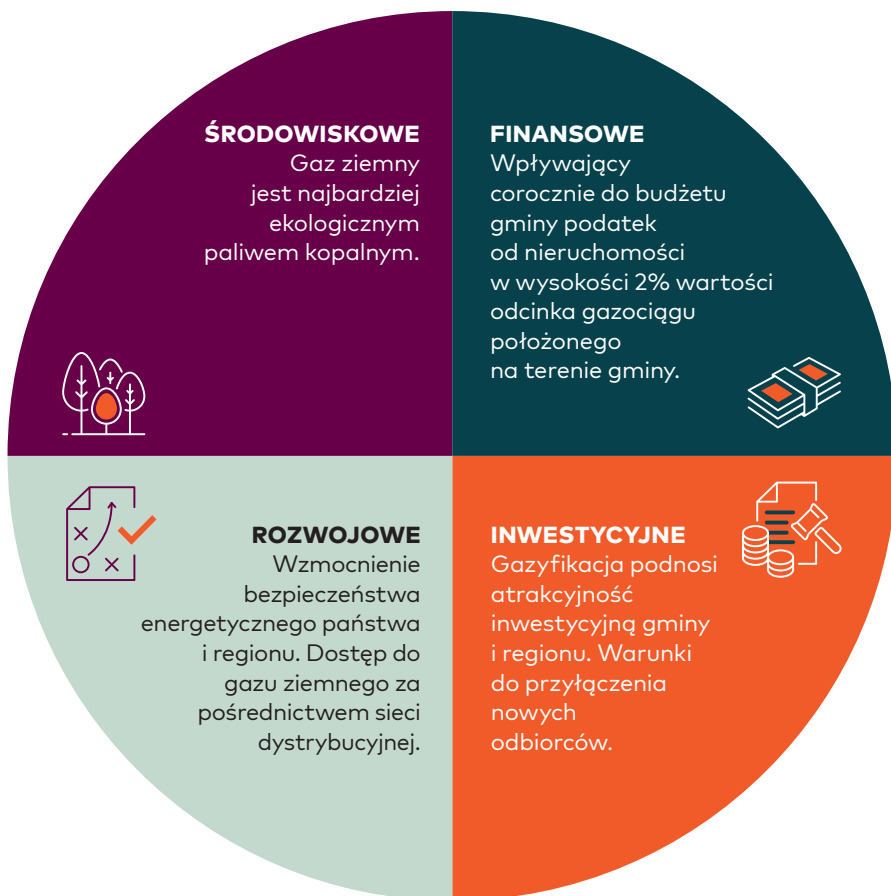 ŚRODOWISKOWE
Gaz ziemny
jest najbardziej
ekologicznym
paliwem kopalnym.
FINANSOWE
Wpływający
corocznie do budżetu
gminy podatek
od nieruchomości
w wysokości 2% wartości
odcinka gazociągu
położonego
na terenie gminy.
ROZWOJOWE
Wzmocnienie
bezpieczeństwa
energetycznego państwa
i regionu. Dostęp do
gazu ziemnego za
pośrednictwem sieci
dystrybucyjnej.
INWESTYCYJNE
Gazyfikacja podnosi
atrakcyjność
inwestycyjną gminy
i regionu. Warunki
do przyłączenia
nowych
odbiorców.